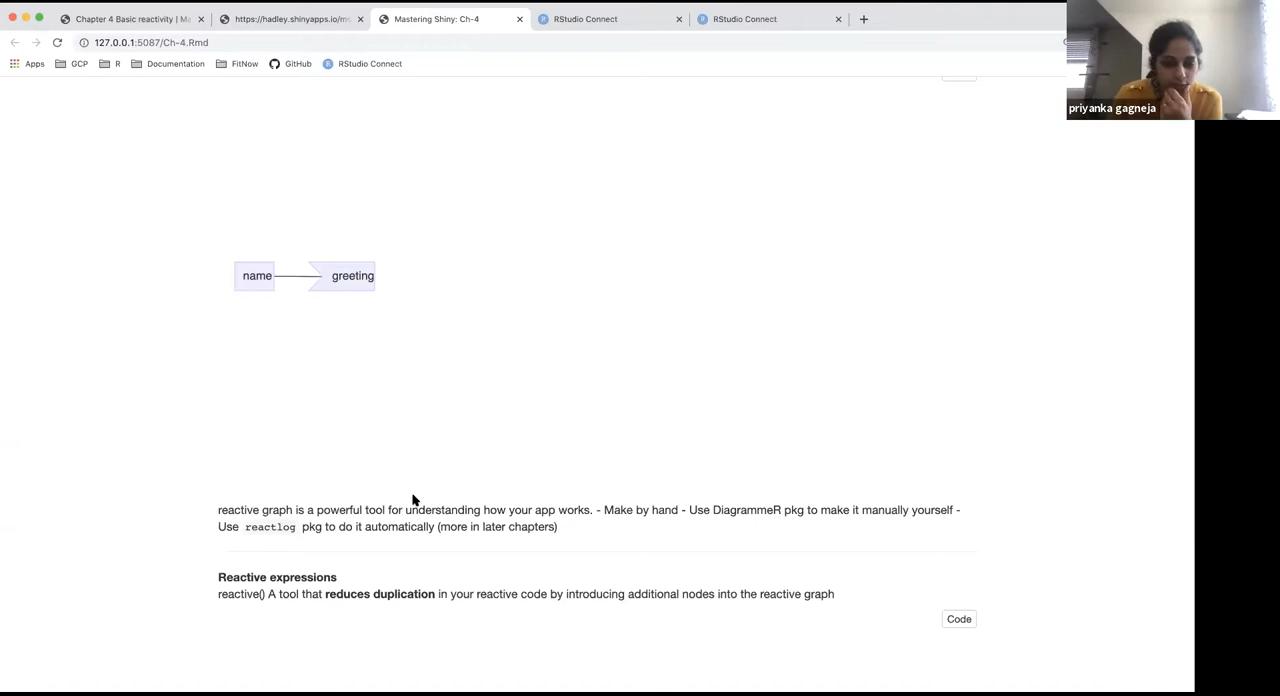 Chapter 4 Basic reactivity | Ma
https://hadley.shinyapps.io/ms
Mastering Shiny: Ch-4
RStudio Connect
RStudio Connect
127.0.0.1:5087/Ch-4.Rmd
Apps GCP R Documentation FitNow GitHub RStudio Connect
priyanka gagneja
name greeting
reactive graph is a powerful tool for understanding how your app works. - Make by hand - Use DiagrammeR pkg to make it manually yourself -
Use reactlog pkg to do it automatically (more in later chapters)
Reactive expressions
reactive() A tool that reduces duplication in your reactive code by introducing additional nodes into the reactive graph
Code